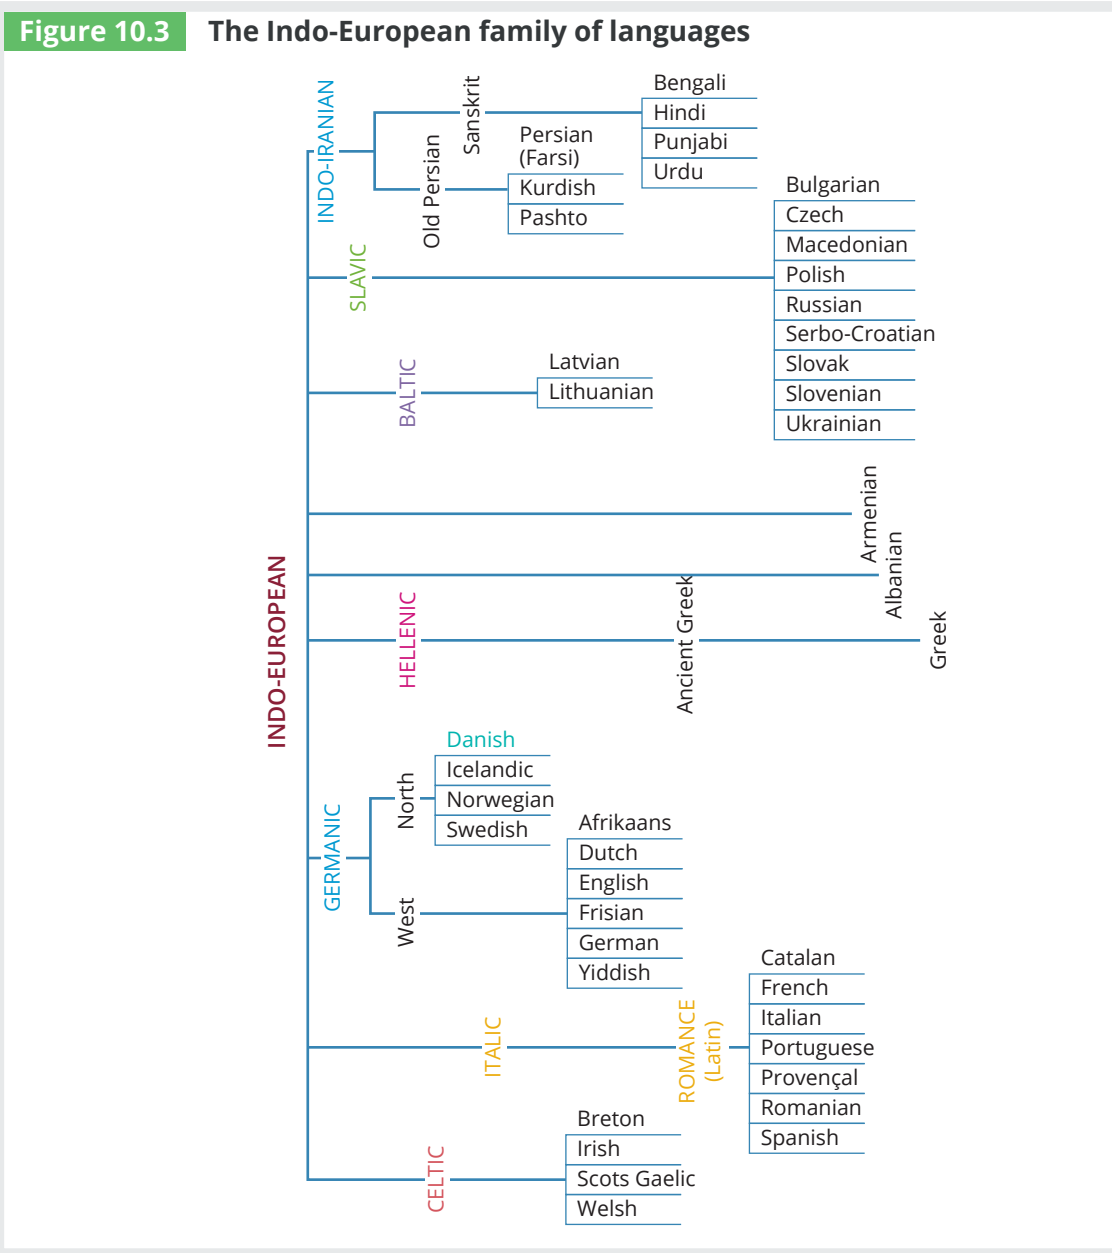 Figure 10.3 The Indo-European family of languages
INDO-EUROPEAN
INDO-IRANIAN
Sanskrit
Bengali
Hindi
Punjabi
Urdu
Old Persian
Persian
(Farsi)
Kurdish
Pashto
SLAVIC
Bulgarian
Czech
Macedonian
Polish
Russian
Serbo-Croatian
Slovak
Slovenian
Ukrainian
BALTIC
Latvian
Lithuanian
Armenian
Albanian
HELLENIC
Ancient Greek
Greek
GERMANIC
North
Danish
Icelandic
Norwegian
Swedish
West
Afrikaans
Dutch
English
Frisian
German
Yiddish
ITALIC
ROMANCE
(Latin)
Catalan
French
Italian
Portuguese
Provençal
Romanian
Spanish
CELTIC
Breton
Irish
Scots Gaelic
Welsh